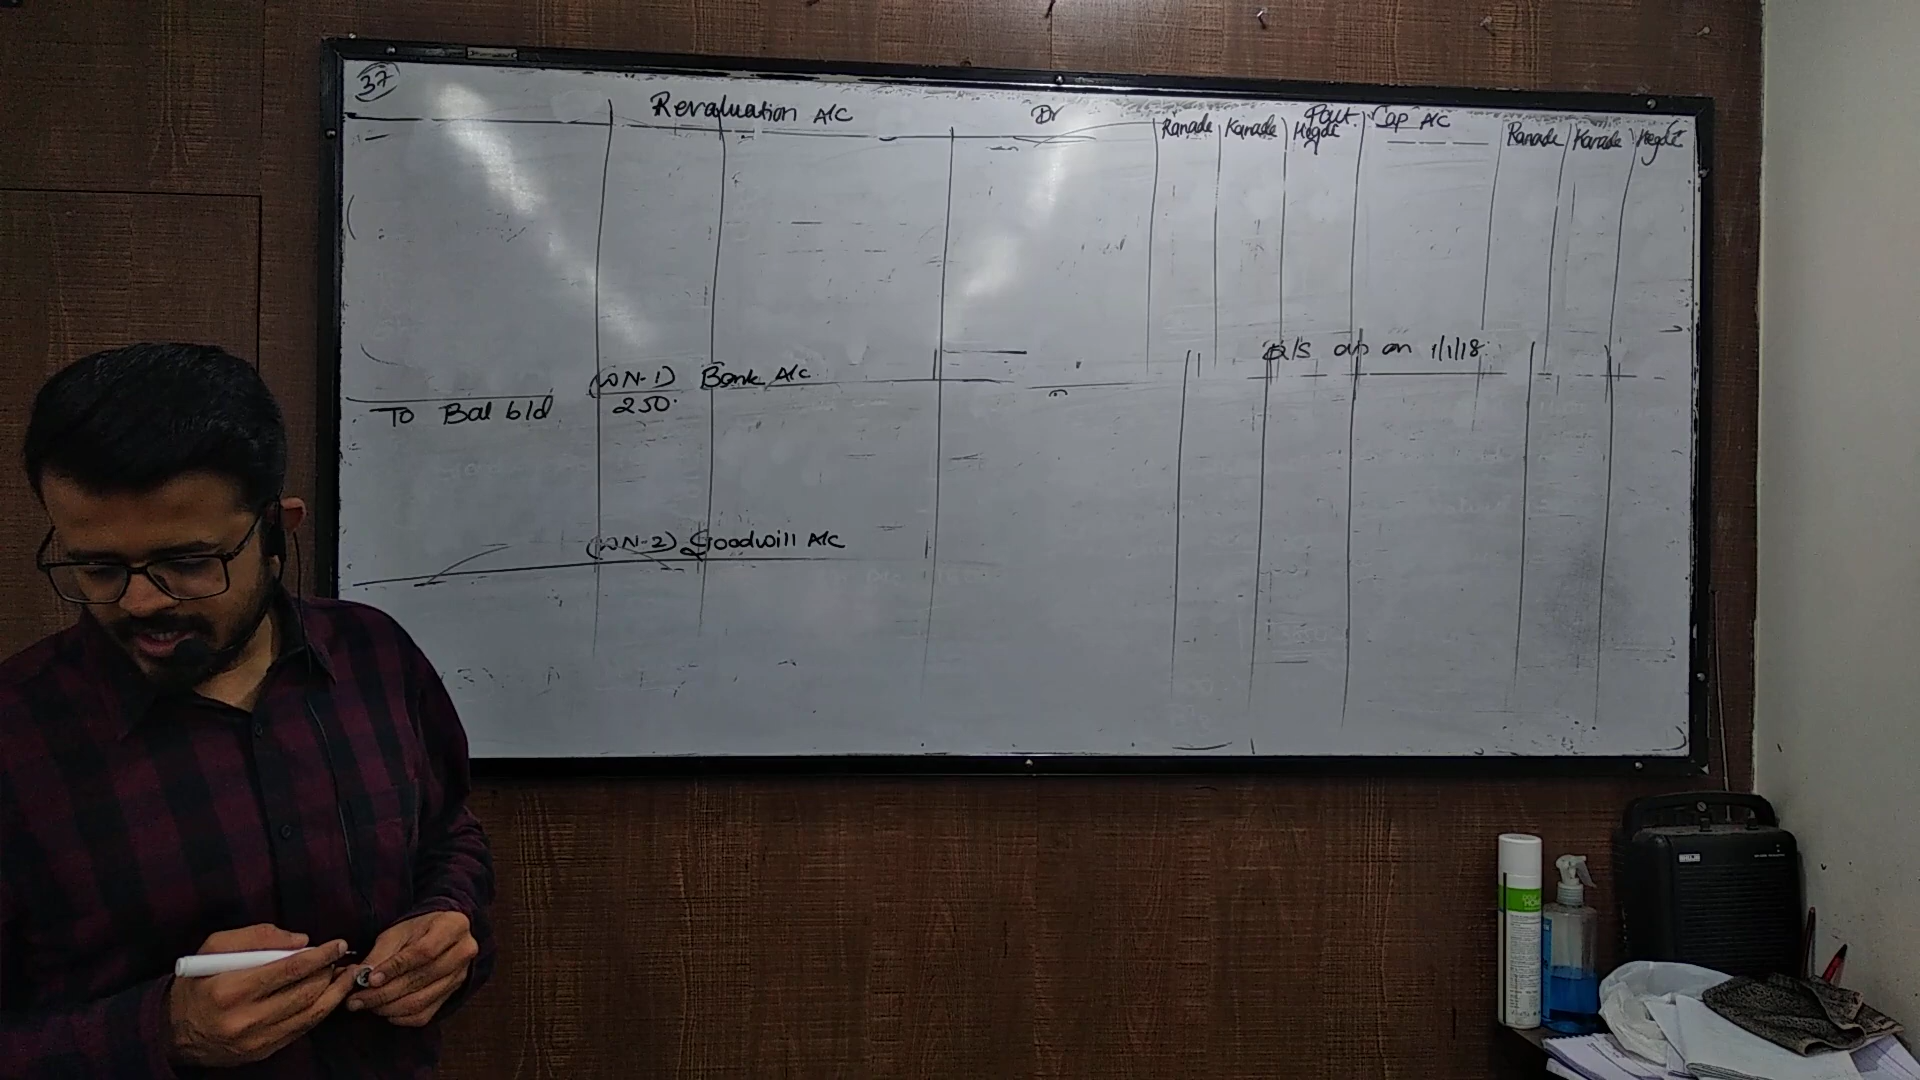 37
Revaluation A/c
Dr
Part Cap A/c
Ranade Karade Hegde
Ranade Karade Hegde
B/S as on 1/1/18
(WN-1) Bank A/c
To Bal b/d 250.
(WN-2) Goodwill A/c